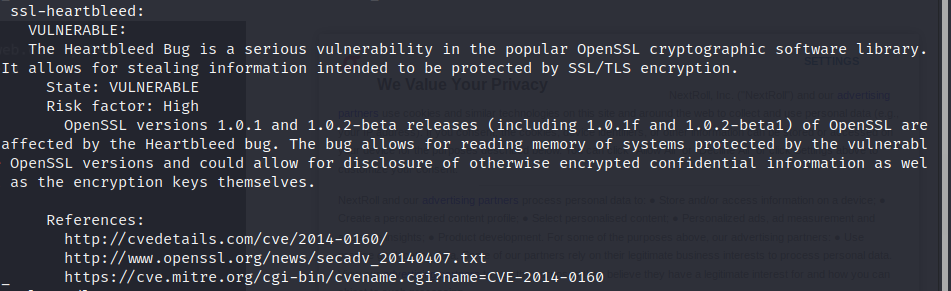 ssl-heartbleed:
VULNERABLE:
The Heartbleed Bug is a serious vulnerability in the popular OpenSSL cryptographic software library.
It allows for stealing information intended to be protected by SSL/TLS encryption.
State: VULNERABLE
Risk factor: High
OpenSSL versions 1.0.1 and 1.0.2-beta releases (including 1.0.1f and 1.0.2-beta1) of OpenSSL are
affected by the Heartbleed bug. The bug allows for reading memory of systems protected by the vulnerabl
OpenSSL versions and could allow for disclosure of otherwise encrypted confidential information as wel
as the encryption keys themselves.
References:
http://cvedetails.com/cve/2014-0160/
http://www.openssl.org/news/secadv_20140407.txt
https://cve.mitre.org/cgi-bin/cvename.cgi?name=CVE-2014-0160
SETTINGS
We Value Your Privacy